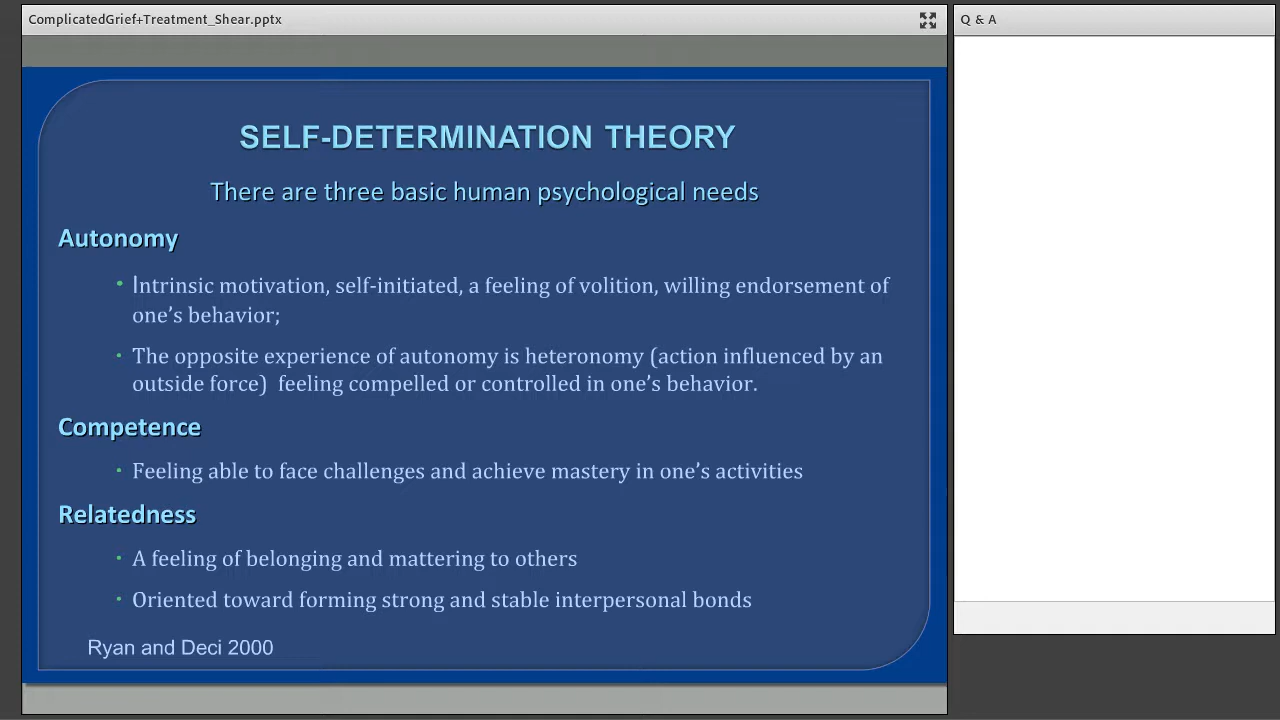 ComplicatedGrief+Treatment_Shear.pptx
Q & A
SELF-DETERMINATION THEORY
There are three basic human psychological needs
Autonomy
• Intrinsic motivation, self-initiated, a feeling of volition, willing endorsement of
one’s behavior;
• The opposite experience of autonomy is heteronomy (action influenced by an
outside force)  feeling compelled or controlled in one’s behavior.
Competence
• Feeling able to face challenges and achieve mastery in one’s activities
Relatedness
• A feeling of belonging and mattering to others
• Oriented toward forming strong and stable interpersonal bonds
Ryan and Deci 2000